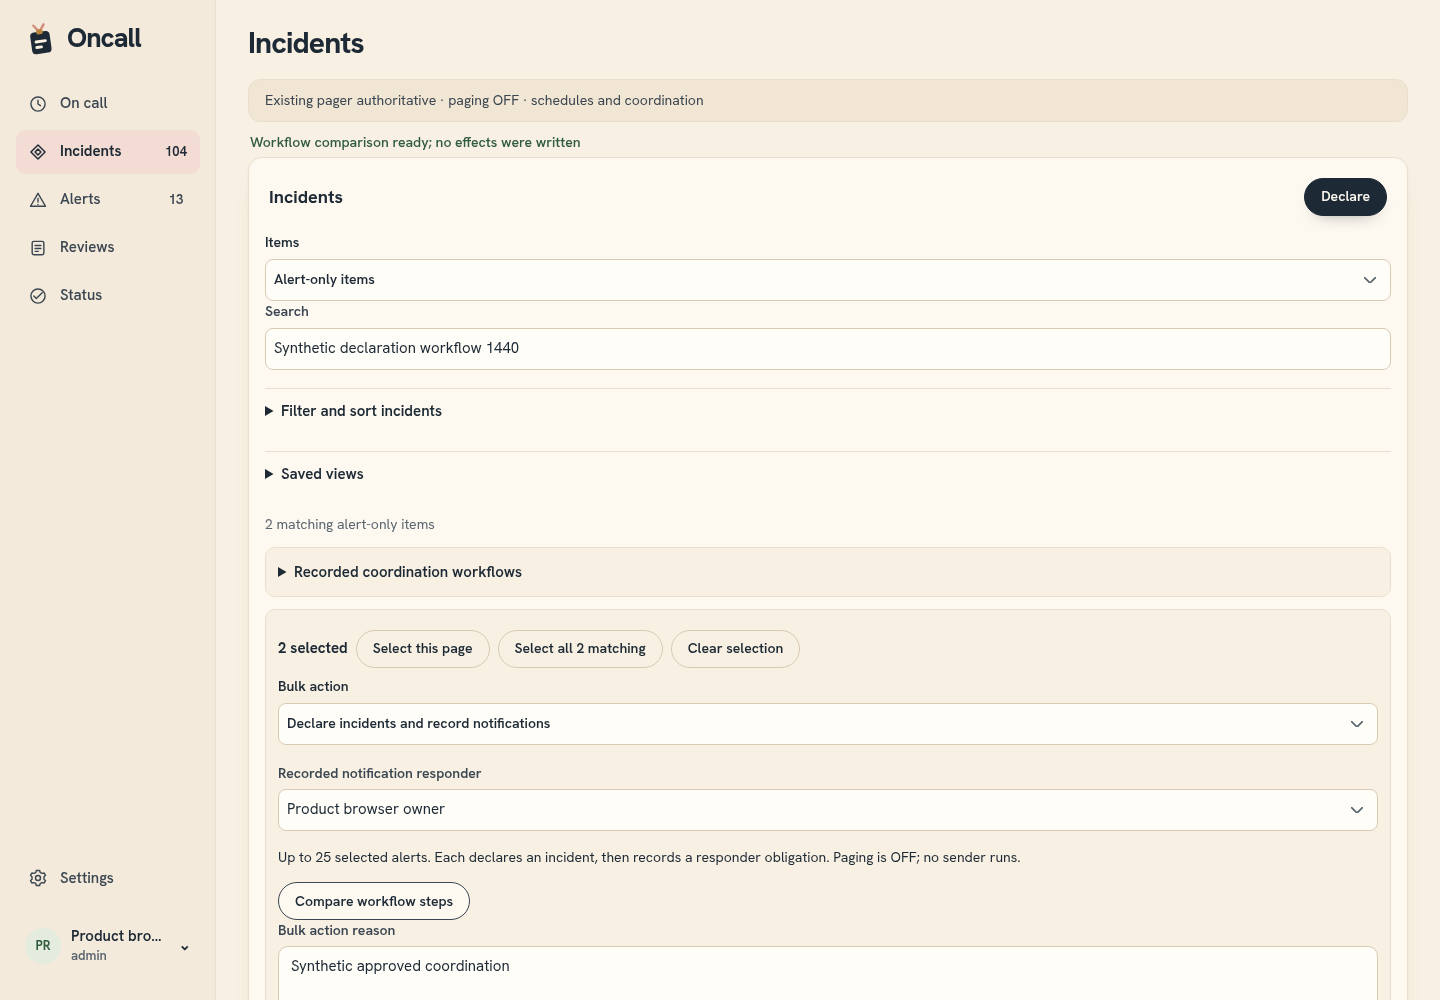 Oncall
On call
Incidents 104
Alerts 13
Reviews
Status
Settings
PR
Product bro...
admin
Incidents
Existing pager authoritative · paging OFF · schedules and coordination
Workflow comparison ready; no effects were written
Incidents
Declare
Items
Alert-only items
Search
Synthetic declaration workflow 1440
Filter and sort incidents
Saved views
2 matching alert-only items
Recorded coordination workflows
2 selected Select this page Select all 2 matching Clear selection
Bulk action
Declare incidents and record notifications
Recorded notification responder
Product browser owner
Up to 25 selected alerts. Each declares an incident, then records a responder obligation. Paging is OFF; no sender runs.
Compare workflow steps
Bulk action reason
Synthetic approved coordination